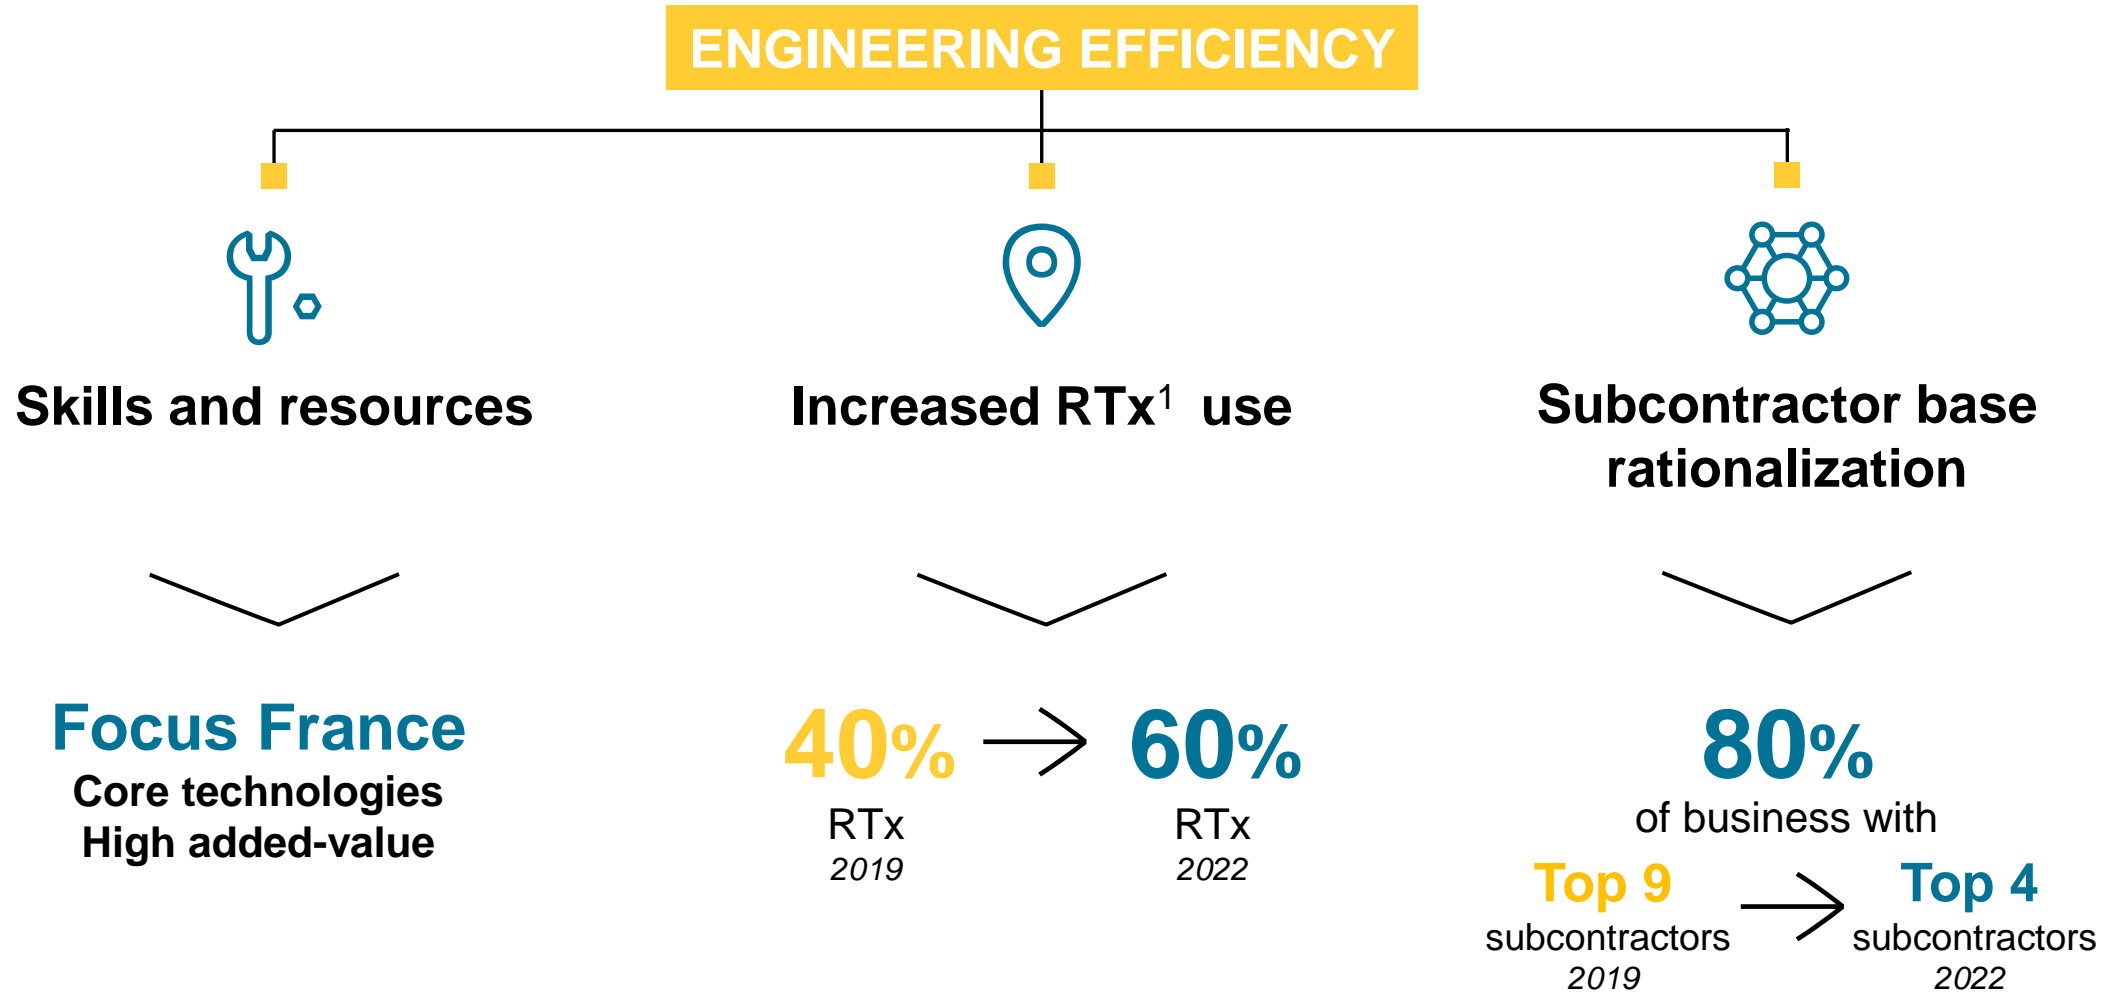 ENGINEERING EFFICIENCY
Skills and resources
Focus France
Core technologies
High added-value
Increased RTx¹ use
40% → 60%
RTx RTx
2019 2022
Subcontractor base
rationalization
80%
of business with
Top 9 → Top 4
subcontractors subcontractors
2019 2022